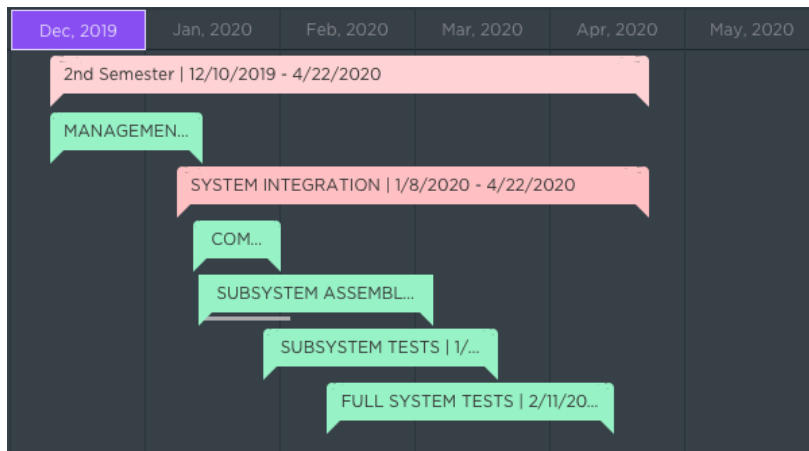 Dec, 2019 Jan, 2020 Feb, 2020 Mar, 2020 Apr, 2020 May, 2020
2nd Semester | 12/10/2019 - 4/22/2020
MANAGEMEN...
SYSTEM INTEGRATION | 1/8/2020 - 4/22/2020
COM...
SUBSYSTEM ASSEMBL...
SUBSYSTEM TESTS | 1/...
FULL SYSTEM TESTS | 2/11/20...